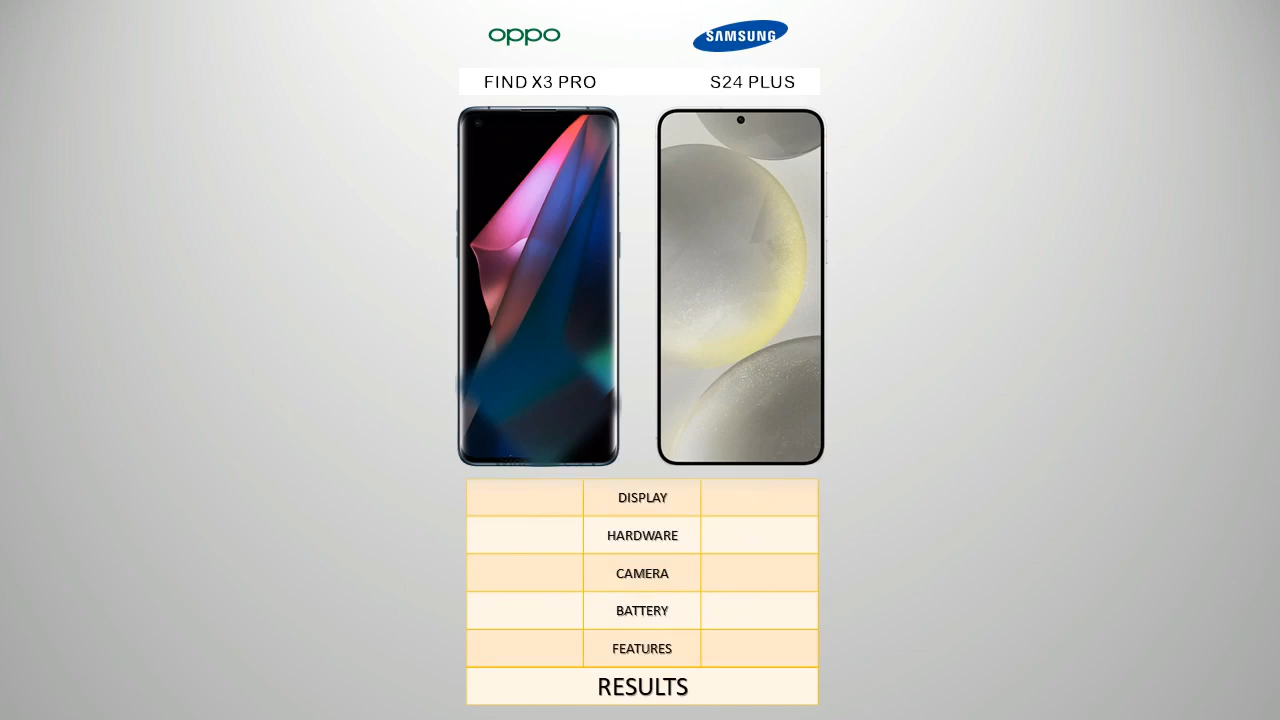 oppo SAMSUNG
FIND X3 PRO S24 PLUS
DISPLAY
HARDWARE
CAMERA
BATTERY
FEATURES
RESULTS